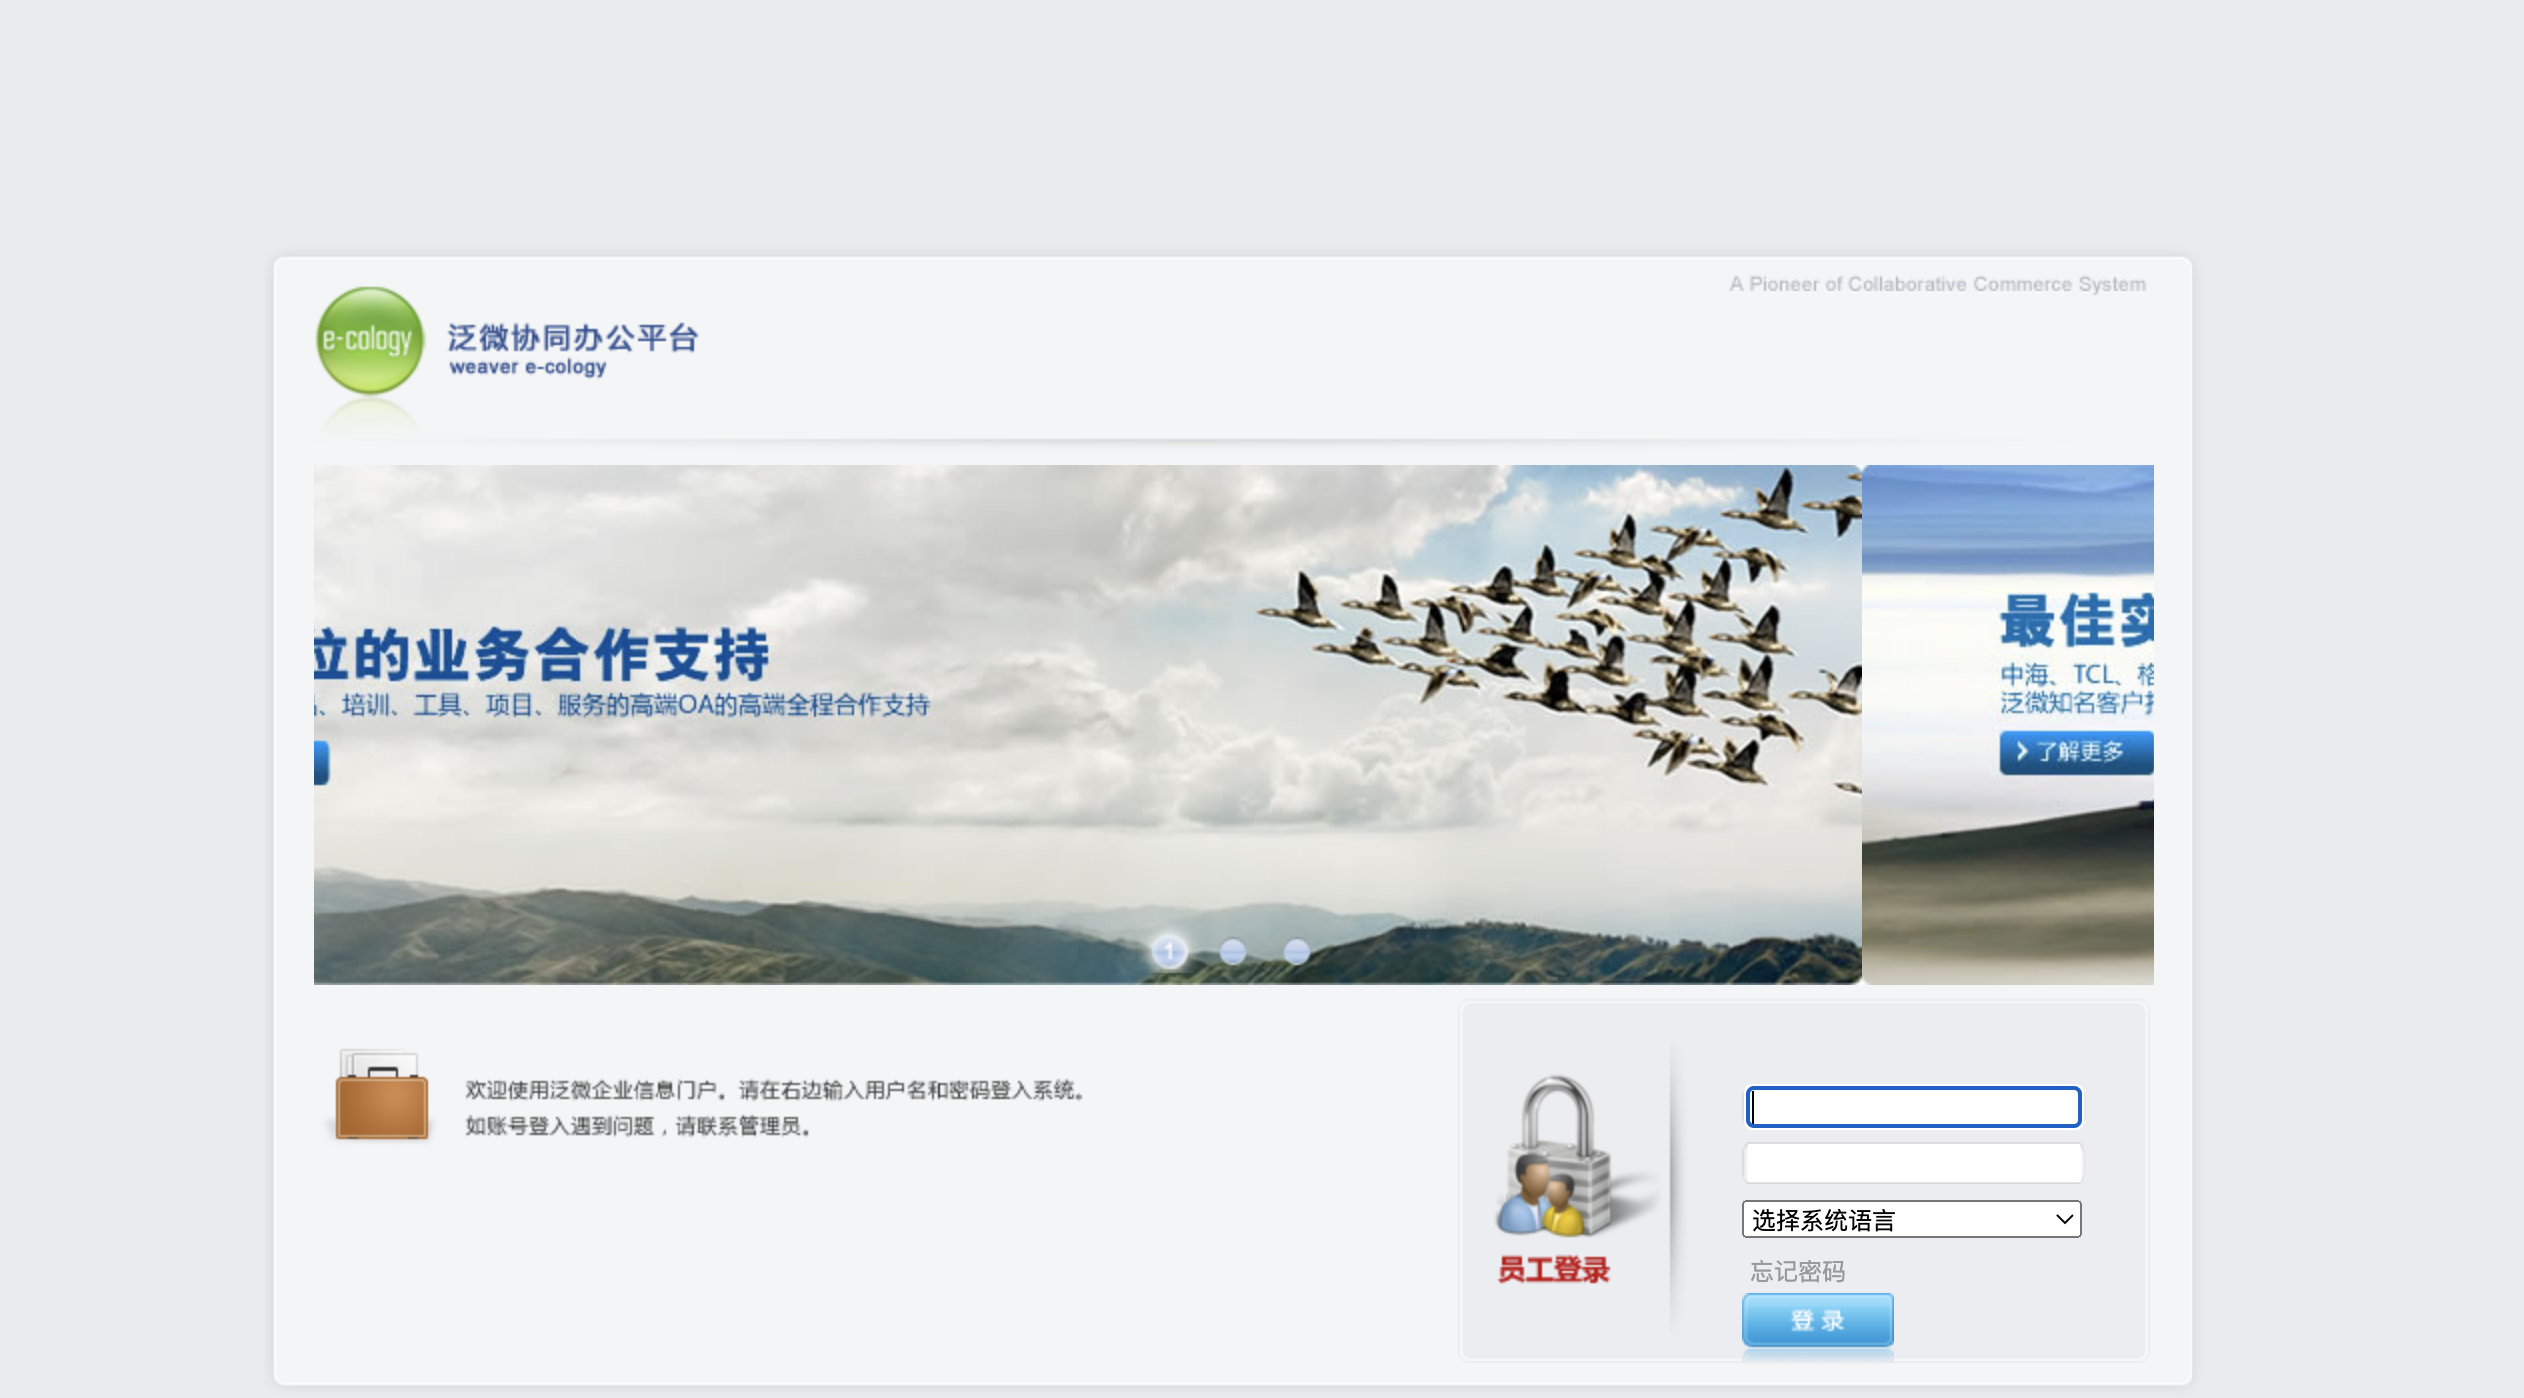 A Pioneer of Collaborative Commerce System
e-cology
泛微协同办公平台
weaver e-cology
位的业务合作支持
、培训、工具、项目、服务的高端OA的高端全程合作支持
最佳实
中海、TCL、格
泛微知名客户
了解更多
1
欢迎使用泛微企业信息门户。请在右边输入用户名和密码登入系统。
如账号登入遇到问题，请联系管理员。
员工登录
选择系统语言
忘记密码
登 录